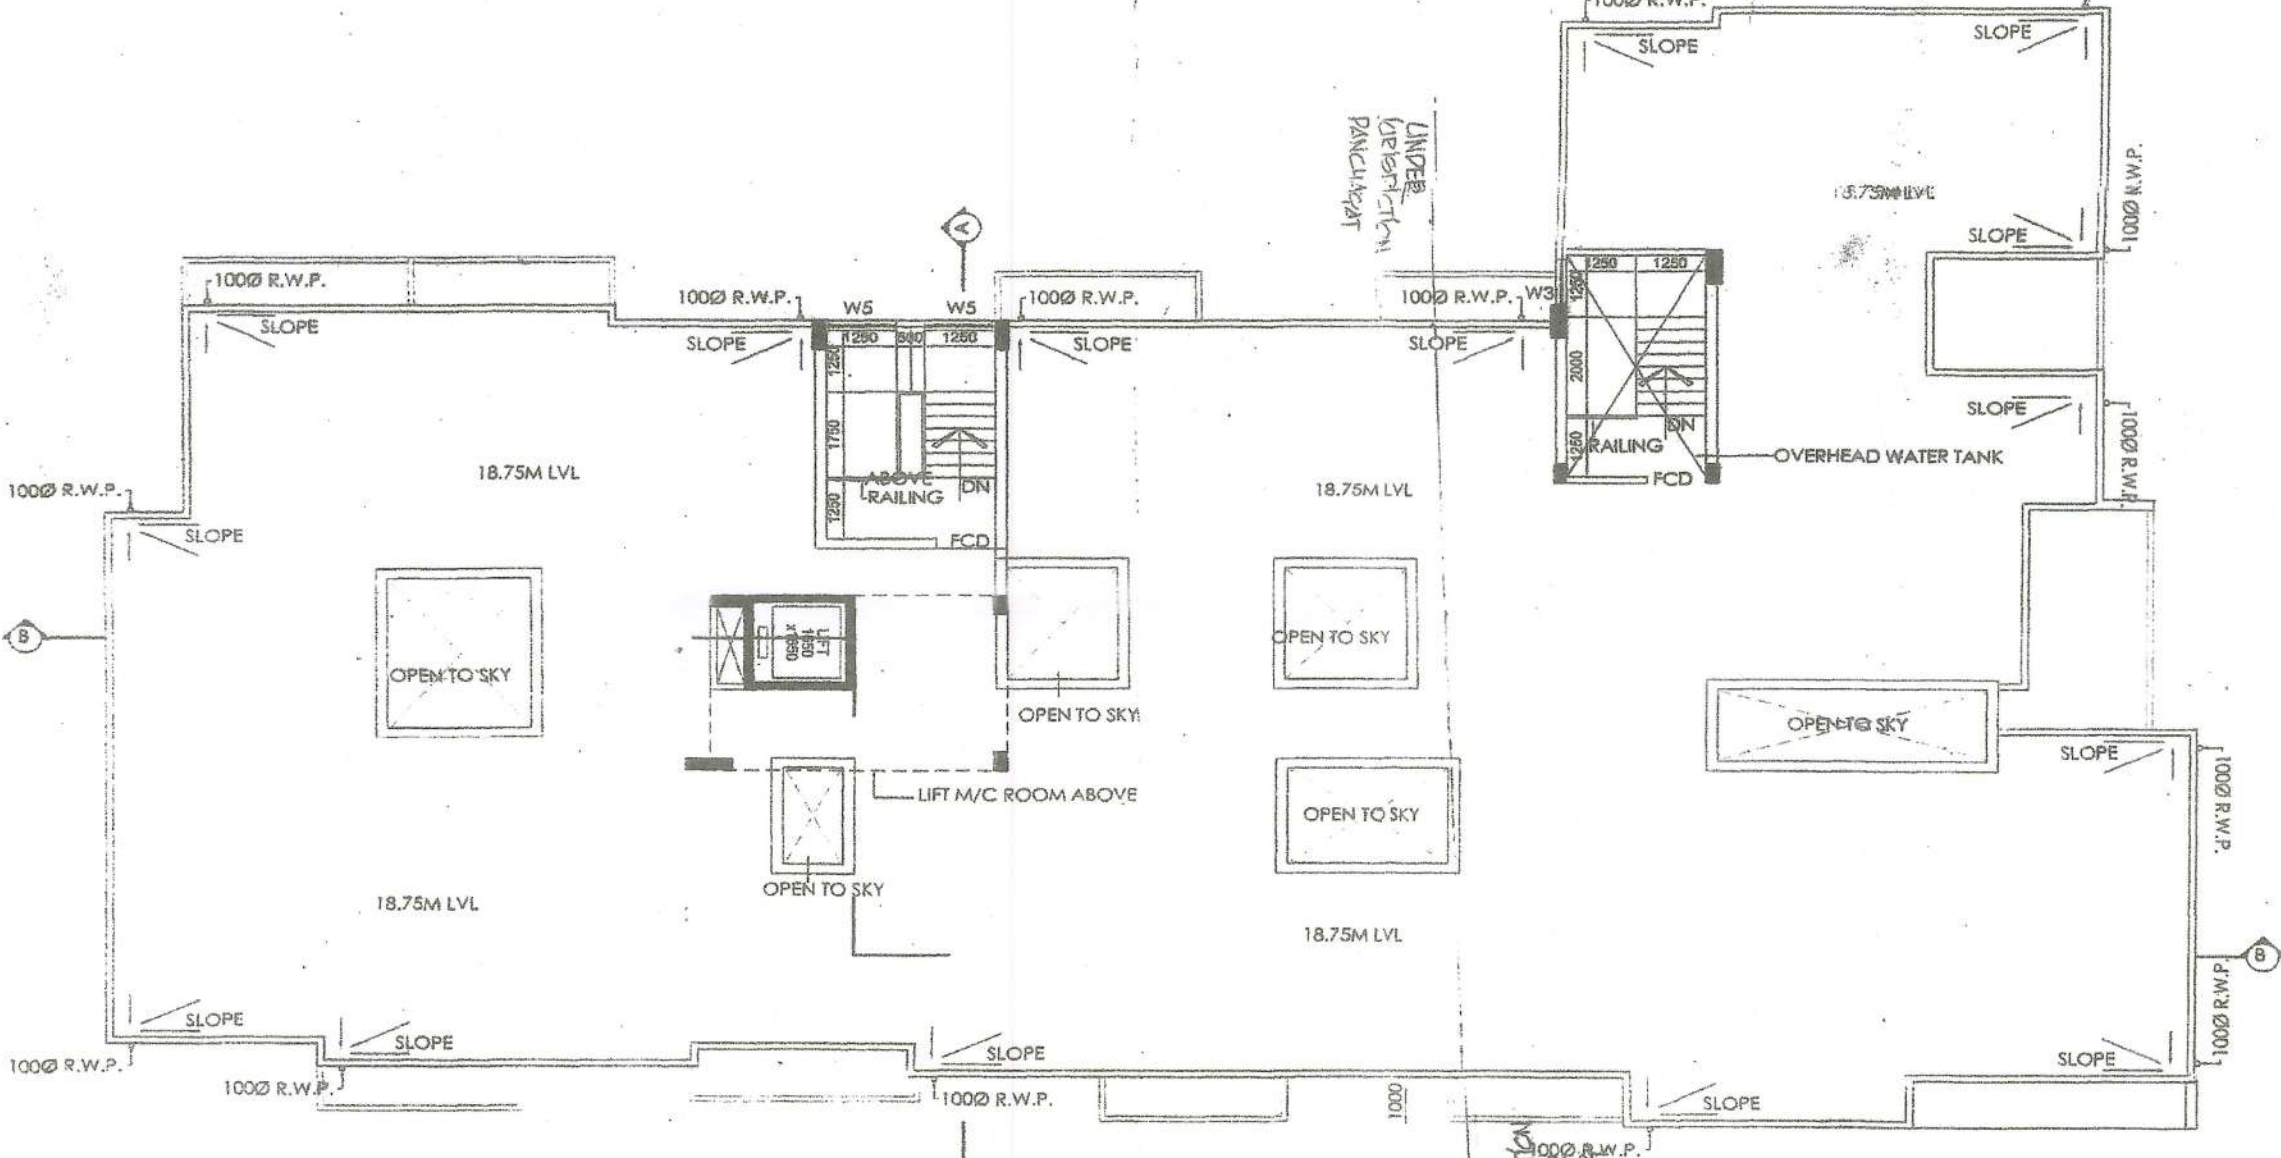 100Ø R.W.P.
SLOPE
SLOPE
UNDER
PANCHAYAT
18.75M LVL
100Ø R.W.P.
SLOPE
A
100Ø R.W.P.
SLOPE
100Ø R.W.P.
W5
W5
100Ø R.W.P.
100Ø R.W.P.
W3
1250
1250
1250
SLOPE
1250
1250
SLOPE
SLOPE
1250
2000
SLOPE
100Ø R.W.P.
1750
DN
RAILING
1250
OVERHEAD WATER TANK
18.75M LVL
ABOVE
RAILING
DN
1250
FCD
18.75M LVL
100Ø R.W.P.
SLOPE
FCD
B
LIFT
1650
OPEN TO SKY
OPEN TO SKY
OPEN TO SKY
OPEN TO SKY
SLOPE
100Ø R.W.P.
LIFT M/C ROOM ABOVE
OPEN TO SKY
OPEN TO SKY
18.75M LVL
18.75M LVL
B
100Ø R.W.P.
SLOPE
SLOPE
SLOPE
SLOPE
100Ø R.W.P.
100Ø R.W.P.
100Ø R.W.P.
1000
SLOPE
100Ø R.W.P.